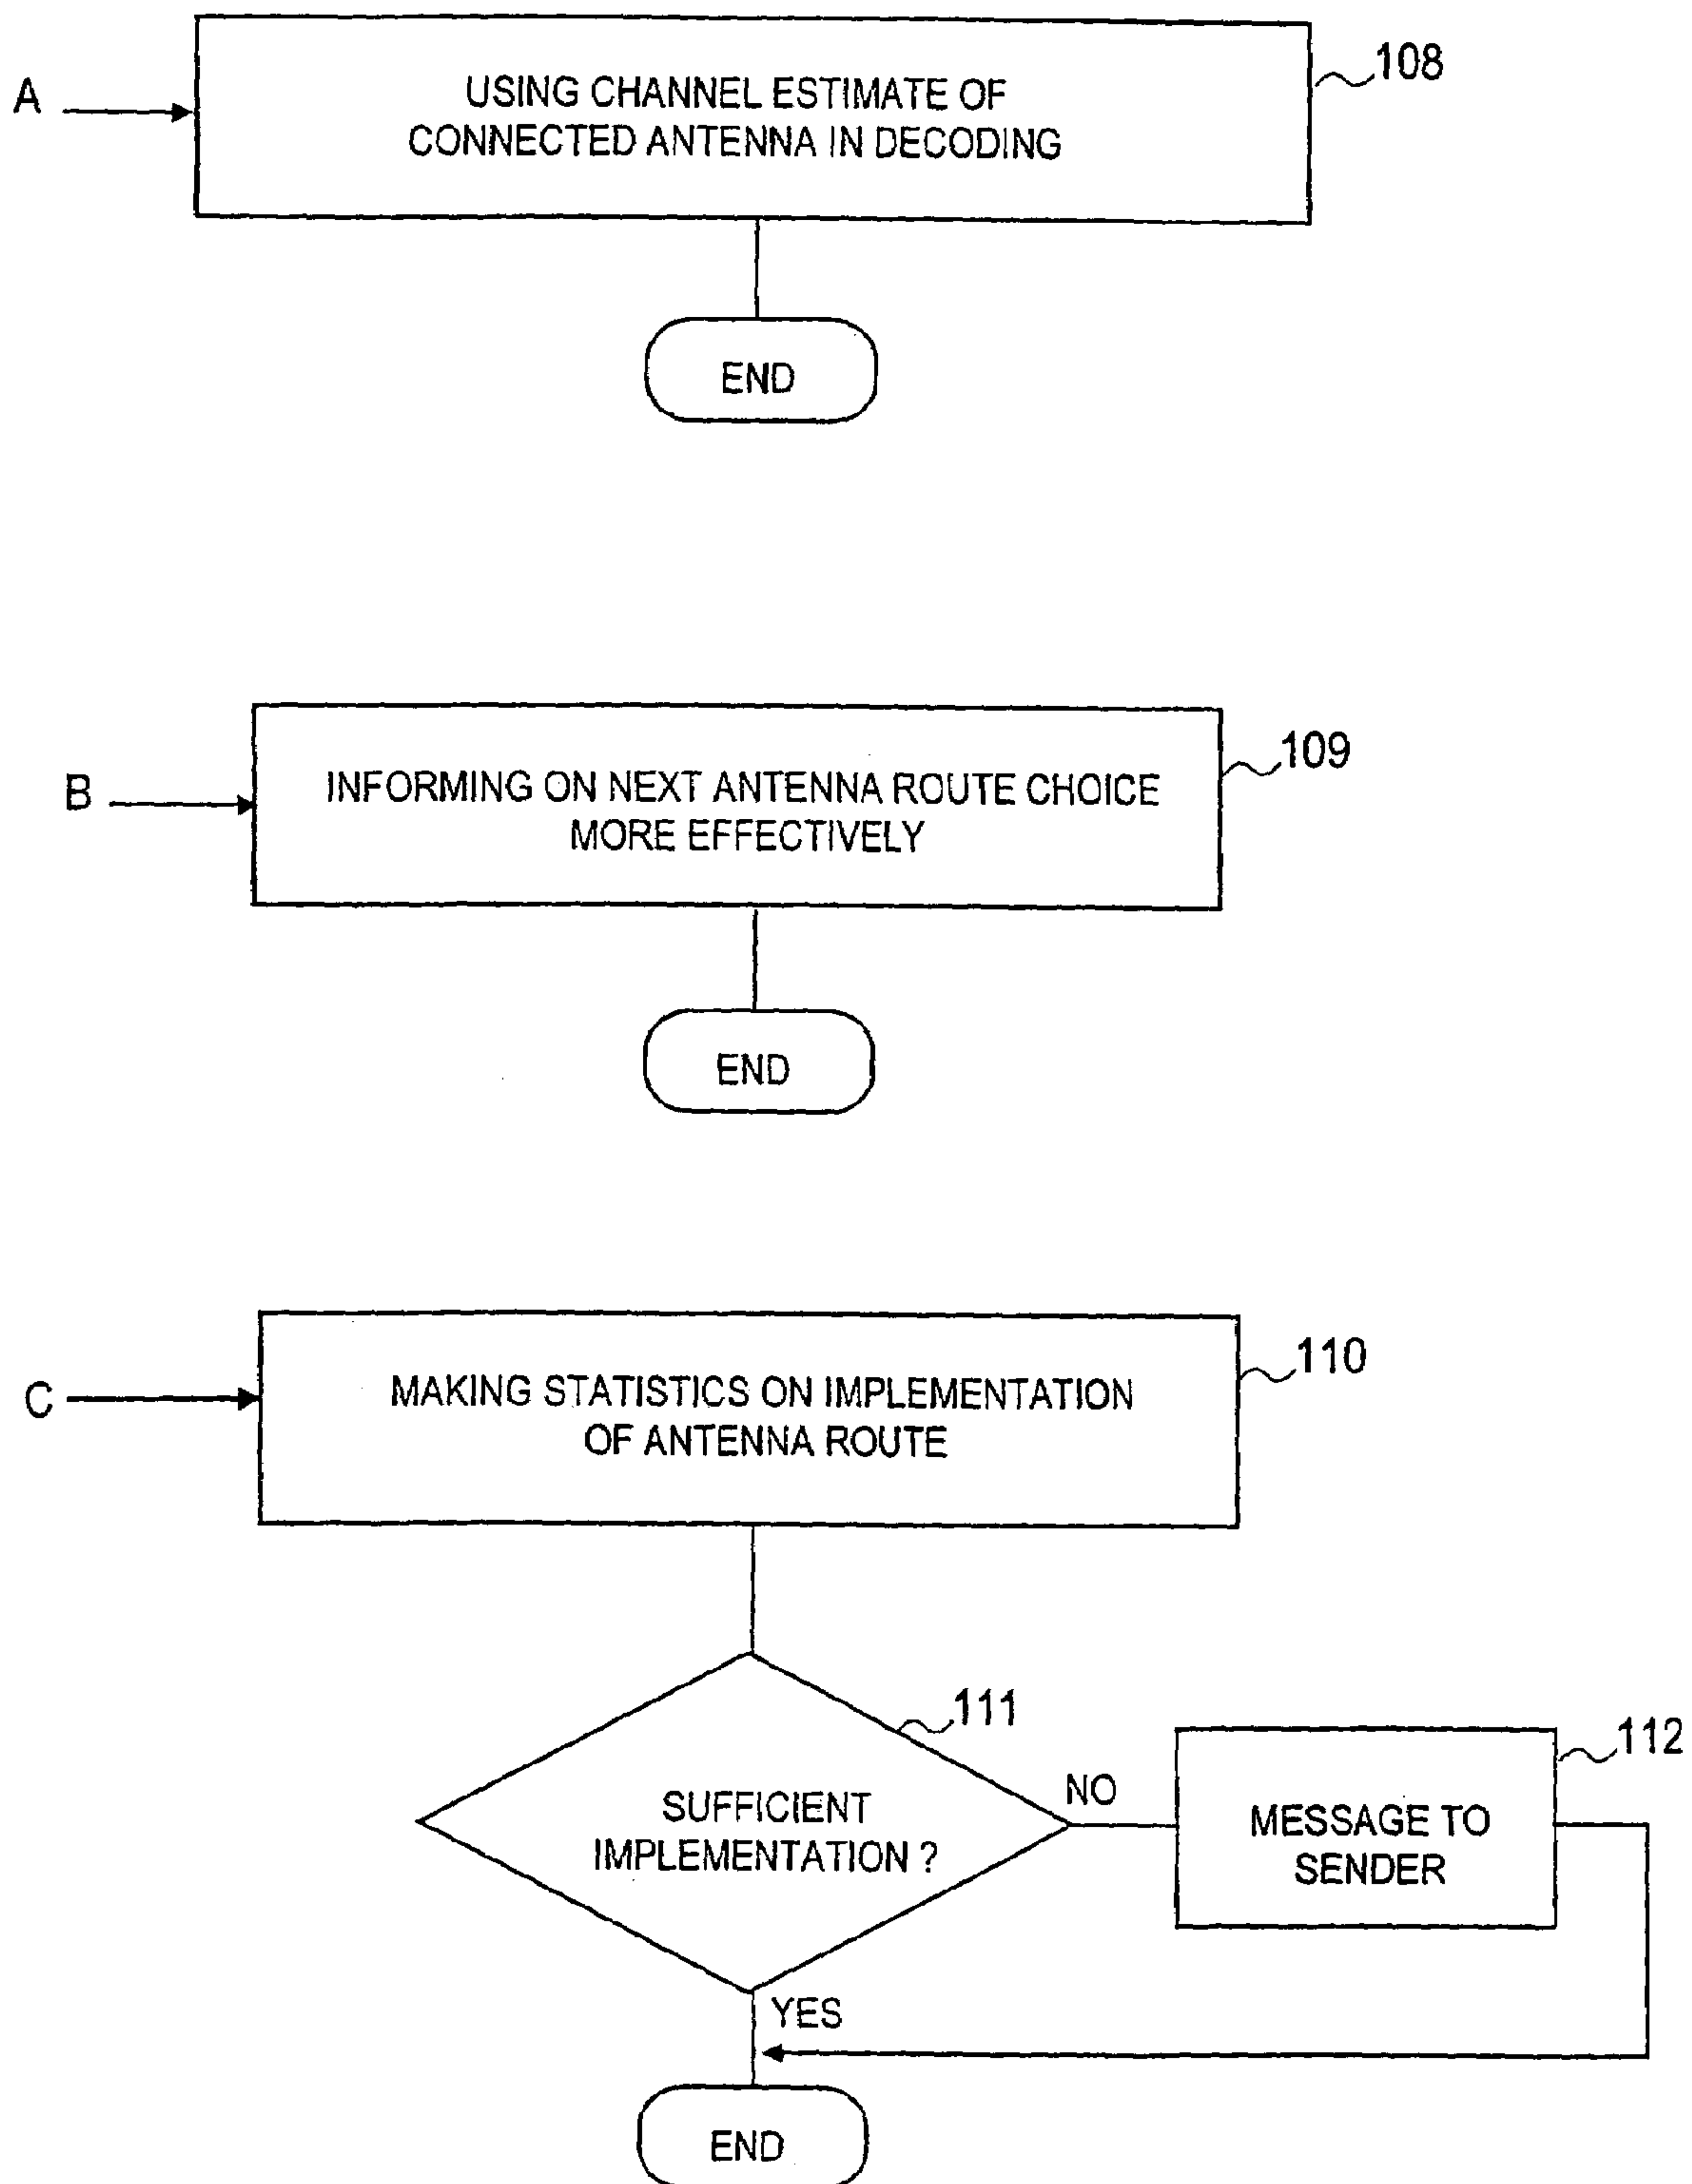 108
A
USING CHANNEL ESTIMATE OF
CONNECTED ANTENNA IN DECODING
END
109
B
INFORMING ON NEXT ANTENNA ROUTE CHOICE
MORE EFFECTIVELY
END
110
C
MAKING STATISTICS ON IMPLEMENTATION
OF ANTENNA ROUTE
111
112
NO
SUFFICIENT
IMPLEMENTATION ?
MESSAGE TO
SENDER
YES
END